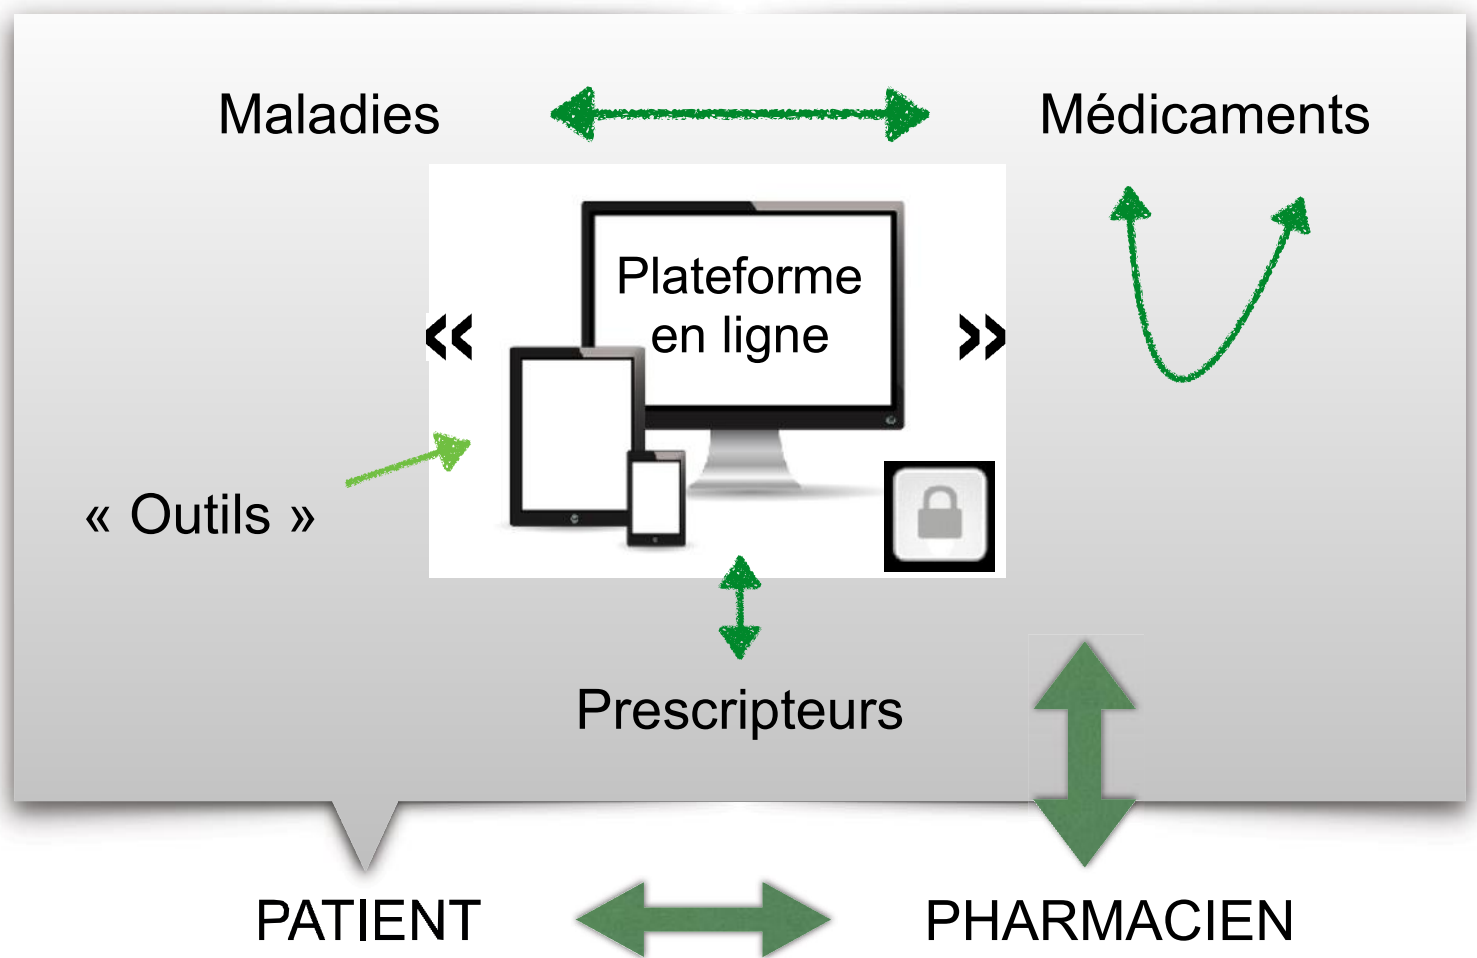 Maladies
Médicaments
Plateforme
« en ligne »
« Outils »
Prescripteurs
PATIENT
PHARMACIEN